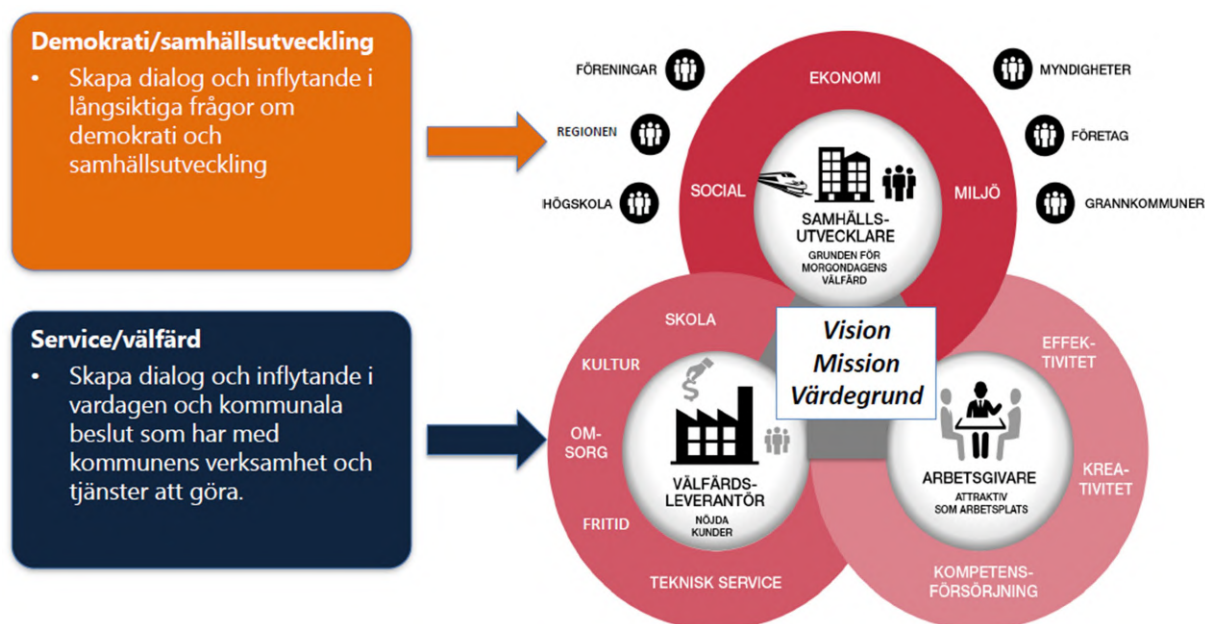 Demokrati/samhällsutveckling
• Skapa dialog och inflytande i
långsiktiga frågor om
demokrati och
samhällsutveckling
Service/välfärd
• Skapa dialog och inflytande i
vardagen och kommunala
beslut som har med
kommunens verksamhet och
tjänster att göra.
FÖRENINGAR
REGIONEN
HÖGSKOLA
EKONOMI
SOCIAL
MILJÖ
SAMHÄLLS-
UTVECKLARE
GRUNDEN FÖR
MORGONDAGENS
VÄLFÄRD
MYNDIGHETER
FÖRETAG
GRANNKOMMUNER
Vision
Mission
Värdegrund
SKOLA
KULTUR
OM-
SORG
FRITID
TEKNISK SERVICE
$
VÄLFÄRDS-
LEVERANTÖR
NÖJDA
KUNDER
EFFEK-
TIVITET
KREA-
TIVITET
KOMPETENS-
FÖRSÖRJNING
ARBETSGIVARE
ATTRAKTIV
SOM ARBETSPLATS